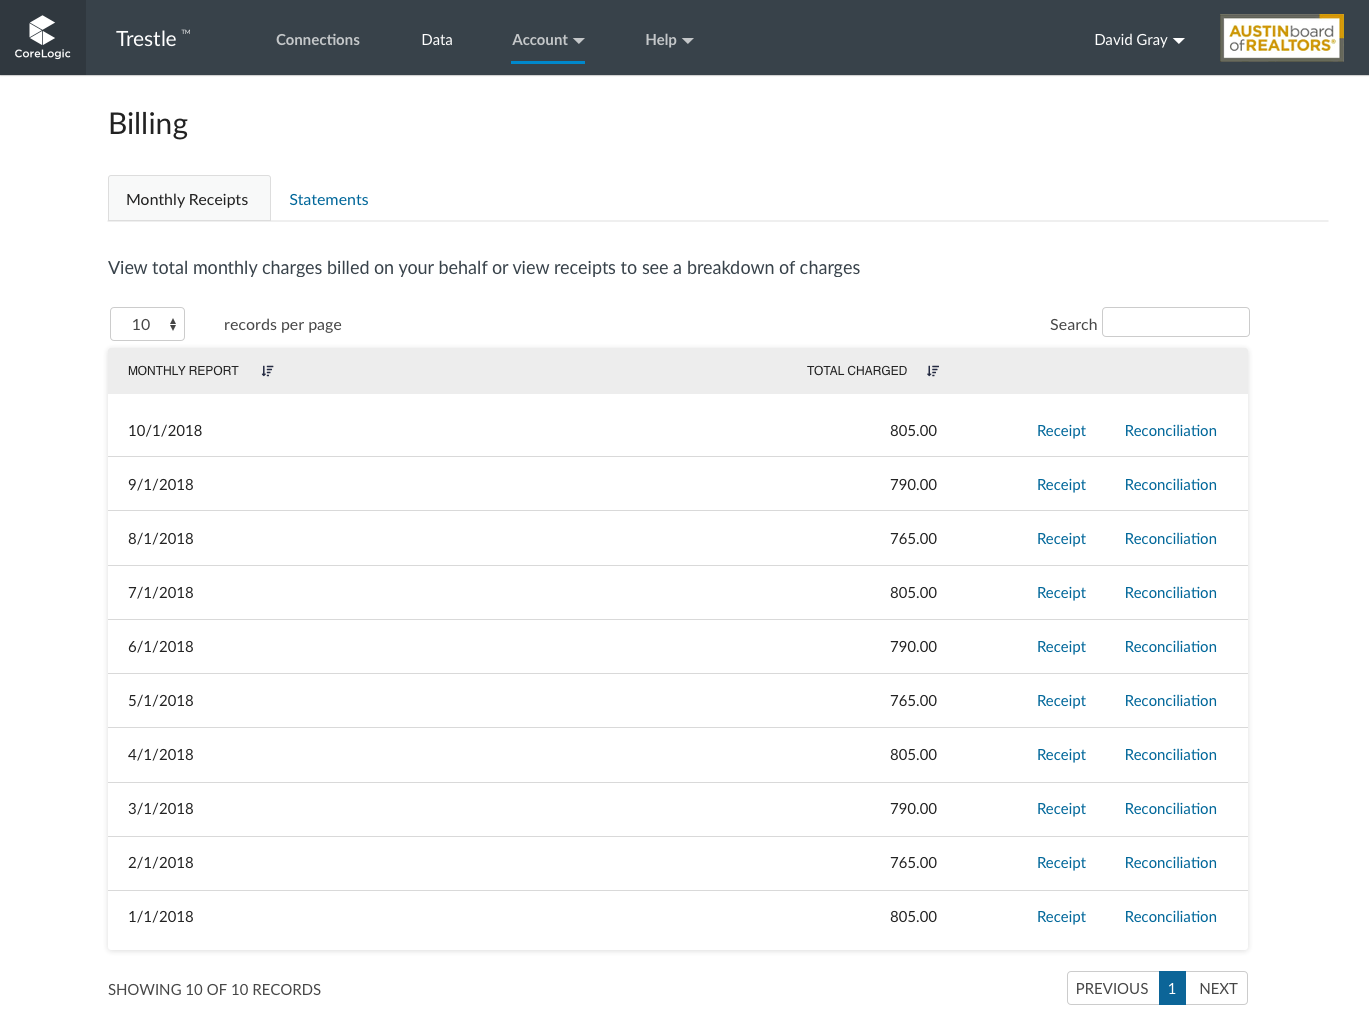 CoreLogic
Trestle ™ Connections Data Account Help David Gray
AUSTINboard
ofREALTORS®
Billing
Monthly Receipts Statements
View total monthly charges billed on your behalf or view receipts to see a breakdown of charges
10 records per page Search
MONTHLY REPORT TOTAL CHARGED
10/1/2018 805.00 Receipt Reconciliation
9/1/2018 790.00 Receipt Reconciliation
8/1/2018 765.00 Receipt Reconciliation
7/1/2018 805.00 Receipt Reconciliation
6/1/2018 790.00 Receipt Reconciliation
5/1/2018 765.00 Receipt Reconciliation
4/1/2018 805.00 Receipt Reconciliation
3/1/2018 790.00 Receipt Reconciliation
2/1/2018 765.00 Receipt Reconciliation
1/1/2018 805.00 Receipt Reconciliation
SHOWING 10 OF 10 RECORDS PREVIOUS 1 NEXT